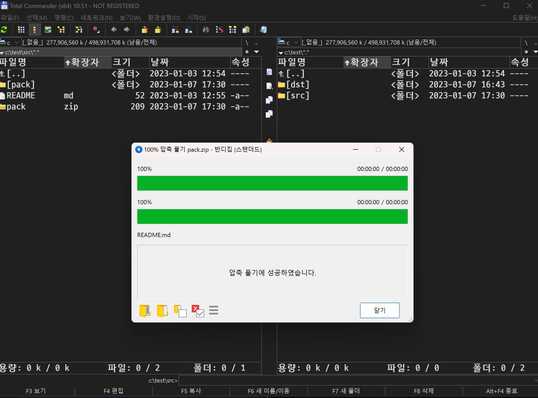 Total Commander (x64) 10.51 - NOT REGISTERED
파일(F) 선택(M) 명령(C) 네트워크(N) 보기(W) 환경설정(O) 시작(S) 도움말(H)
c [_없음_] 277,906,560 k / 498,931,708 k (남음/전체) \ ..
c [_없음_] 277,906,560 k / 498,931,708 k (남음/전체) \ ..
c:\test\src\*.*
c:\test\*.*
파일명 확장자 크기 날짜 속성
[..] <폴더> 2023-01-03 12:54 ----
[pack] <폴더> 2023-01-07 17:30 ----
README md 52 2023-01-03 12:55 -a--
pack zip 209 2023-01-07 17:30 -a--
파일명 확장자 크기 날짜 속성
[..] <폴더> 2023-01-03 12:54 ----
[dst] <폴더> 2023-01-07 16:43 ----
[src] <폴더> 2023-01-07 17:30 ----
100% 압축 풀기 pack.zip - 반디집 (스탠더드)
100% 00:00:00 / 00:00:00
100% 00:00:00 / 00:00:00
README.md
압축 풀기에 성공하였습니다.
닫기
용량: 0 k / 0 k 파일: 0 / 2 폴더: 0 / 1
용량: 0 k / 0 k 파일: 0 / 0 폴더: 0 / 2
c:\test\src>
F3 보기 F4 편집 F5 복사 F6 새 이름/이동 F7 새 폴더 F8 삭제 Alt+F4 종료